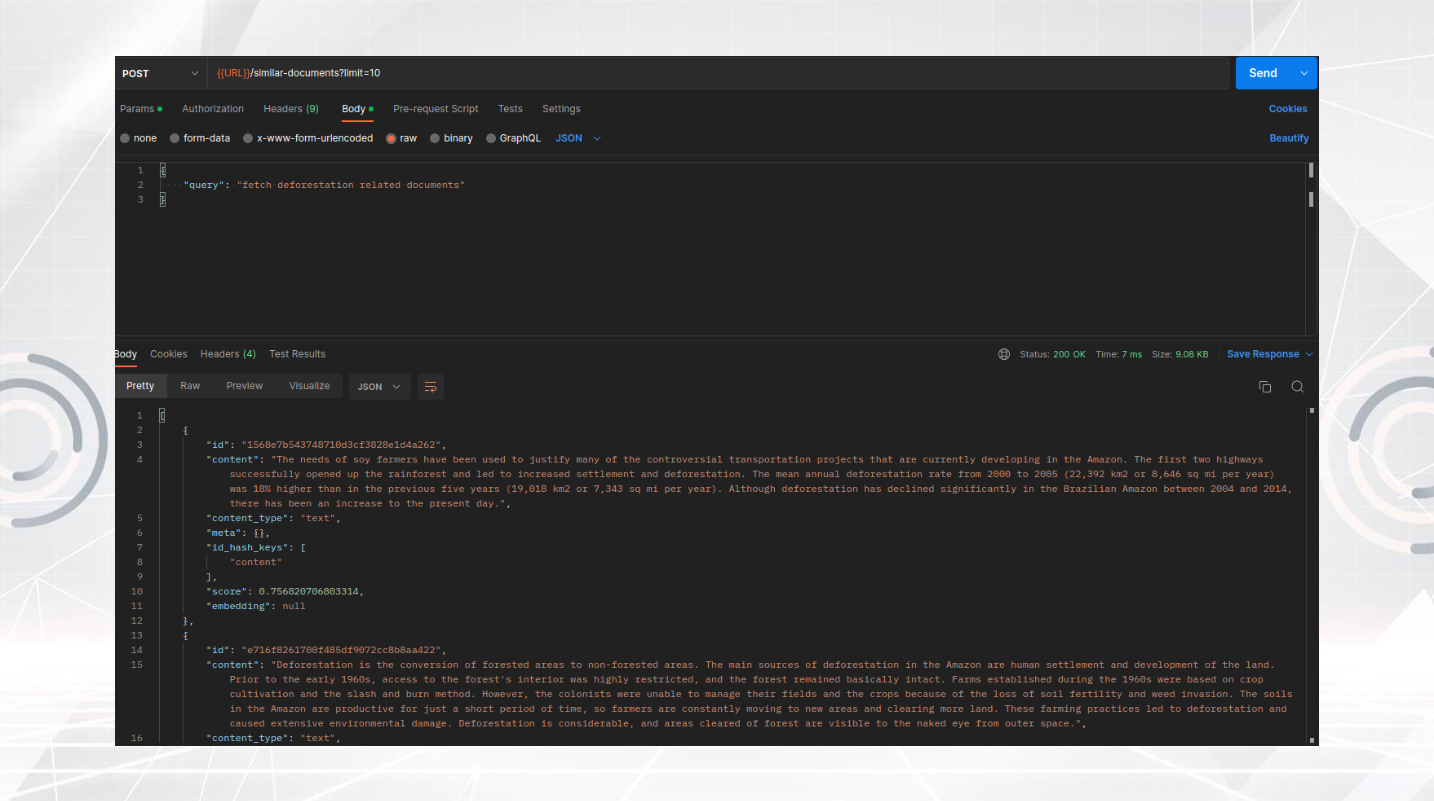 POST {{URL}}/similar-documents?limit=10 Send
Params Authorization Headers (9) Body Pre-request Script Tests Settings Cookies
none form-data x-www-form-urlencoded raw binary GraphQL JSON Beautify
1 {
2 "query": "fetch deforestation related documents"
3 }
Body Cookies Headers (4) Test Results Status: 200 OK Time: 7 ms Size: 9.08 KB Save Response
Pretty Raw Preview Visualize JSON
1 [
2 {
3 "id": "1568e7b543748710d3cf3828e1d4a262",
4 "content": "The needs of soy farmers have been used to justify many of the controversial transportation projects that are currently developing in the Amazon. The first two highways
successfully opened up the rainforest and led to increased settlement and deforestation. The mean annual deforestation rate from 2000 to 2005 (22,392 km2 or 8,646 sq mi per year)
was 18% higher than in the previous five years (19,018 km2 or 7,343 sq mi per year). Although deforestation has declined significantly in the Brazilian Amazon between 2004 and 2014,
there has been an increase to the present day.",
5 "content_type": "text",
6 "meta": {},
7 "id_hash_keys": [
8 "content"
9 ],
10 "score": 0.756820706803314,
11 "embedding": null
12 },
13 {
14 "id": "e716f8261700f485df9072cc8b8aa422",
15 "content": "Deforestation is the conversion of forested areas to non-forested areas. The main sources of deforestation in the Amazon are human settlement and development of the land.
Prior to the early 1960s, access to the forest's interior was highly restricted, and the forest remained basically intact. Farms established during the 1960s were based on crop
cultivation and the slash and burn method. However, the colonists were unable to manage their fields and the crops because of the loss of soil fertility and weed invasion. The soils
in the Amazon are productive for just a short period of time, so farmers are constantly moving to new areas and clearing more land. These farming practices led to deforestation and
caused extensive environmental damage. Deforestation is considerable, and areas cleared of forest are visible to the naked eye from outer space.",
16 "content_type": "text",